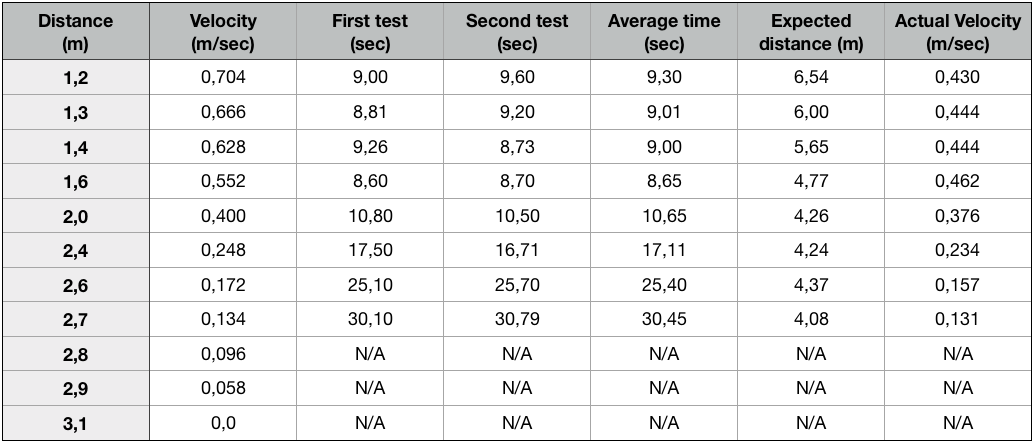 Distance (m) Velocity (m/sec) First test (sec) Second test (sec) Average time (sec) Expected distance (m) Actual Velocity (m/sec)
1,2 0,704 9,00 9,60 9,30 6,54 0,430
1,3 0,666 8,81 9,20 9,01 6,00 0,444
1,4 0,628 9,26 8,73 9,00 5,65 0,444
1,6 0,552 8,60 8,70 8,65 4,77 0,462
2,0 0,400 10,80 10,50 10,65 4,26 0,376
2,4 0,248 17,50 16,71 17,11 4,24 0,234
2,6 0,172 25,10 25,70 25,40 4,37 0,157
2,7 0,134 30,10 30,79 30,45 4,08 0,131
2,8 0,096 N/A N/A N/A N/A N/A
2,9 0,058 N/A N/A N/A N/A N/A
3,1 0,0 N/A N/A N/A N/A N/A